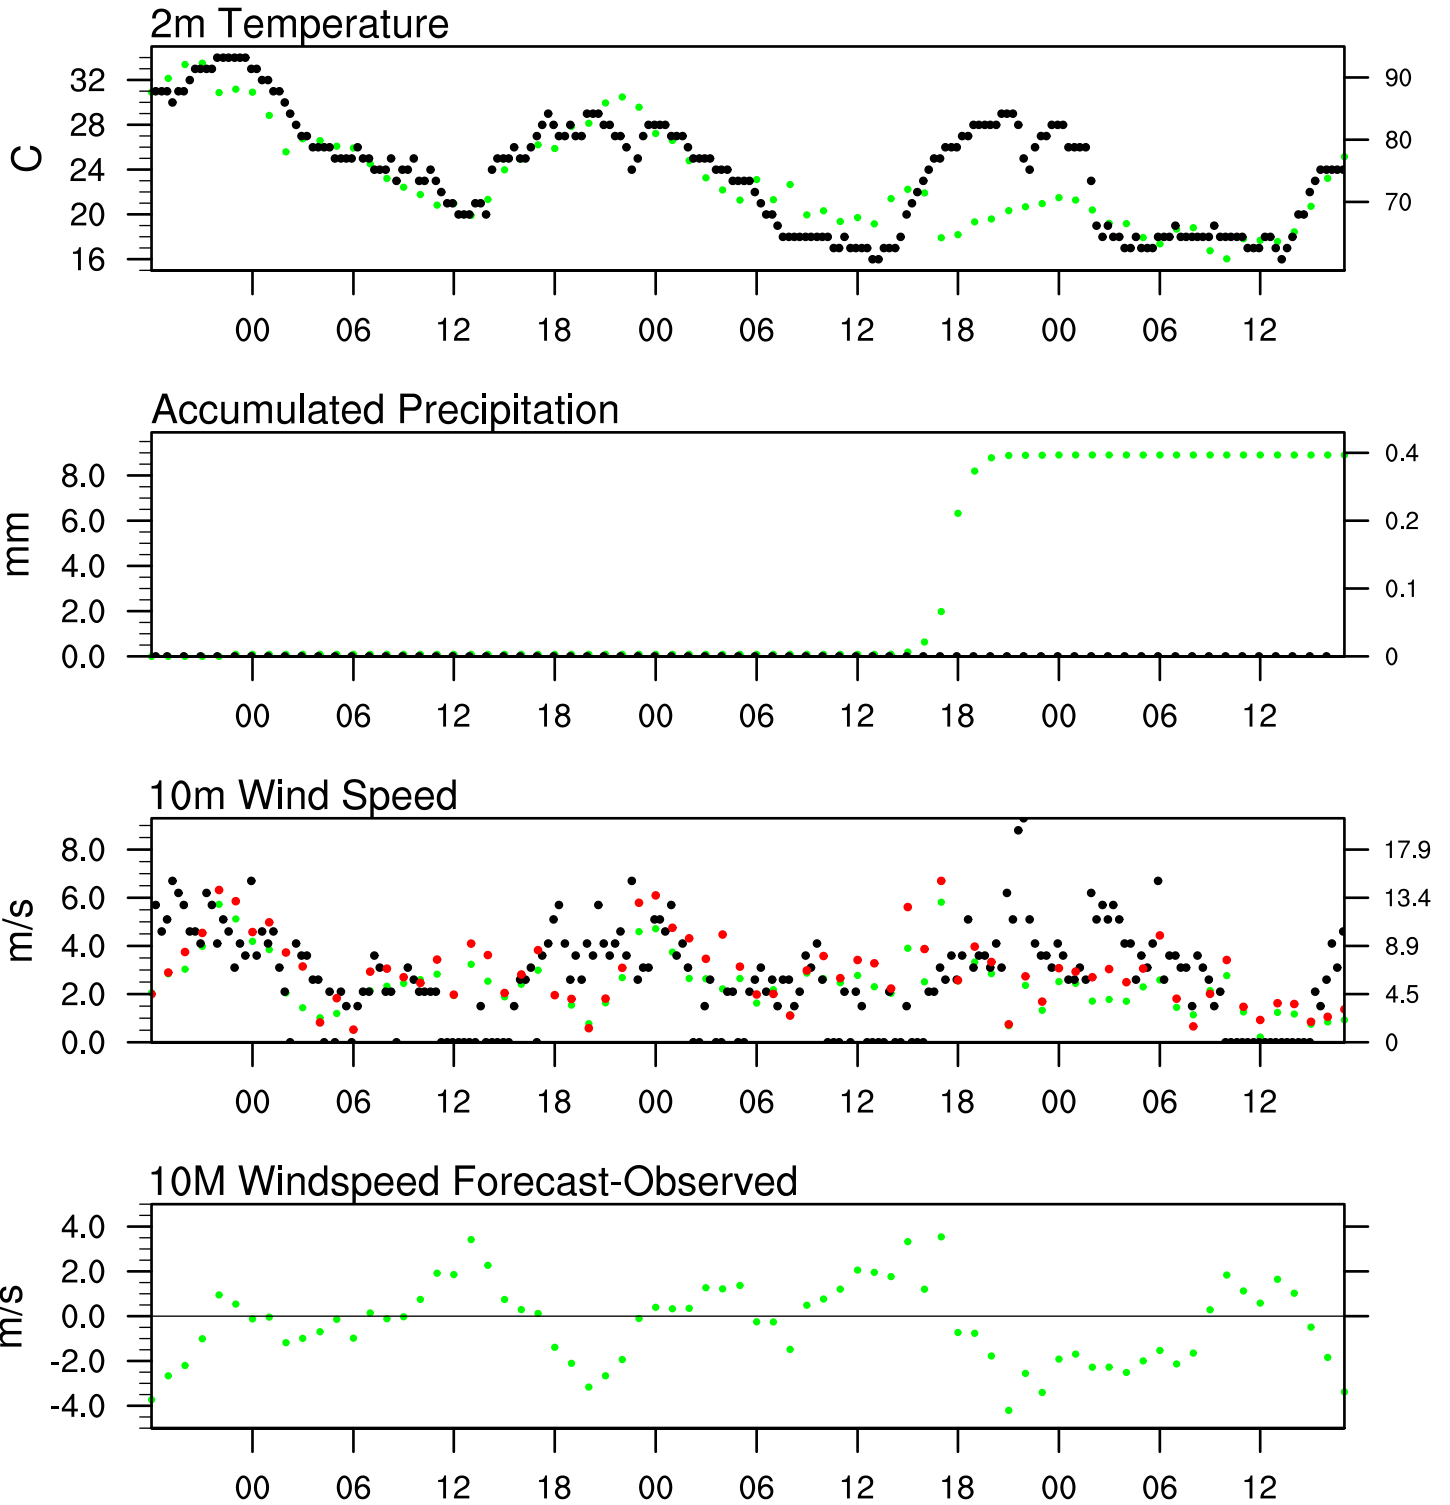 2m Temperature
32 90
28 80
C
24
20 70
16
00 06 12 18 00 06 12 18 00 06 12
Accumulated Precipitation
8.0 0.4
6.0 0.2
mm
4.0
2.0 0.1
0.0 0
00 06 12 18 00 06 12 18 00 06 12
10m Wind Speed
8.0 17.9
6.0 13.4
m/s
4.0 8.9
2.0 4.5
0.0 0
00 06 12 18 00 06 12 18 00 06 12
10M Windspeed Forecast-Observed
4.0
2.0
m/s
0.0
-2.0
-4.0
00 06 12 18 00 06 12 18 00 06 12